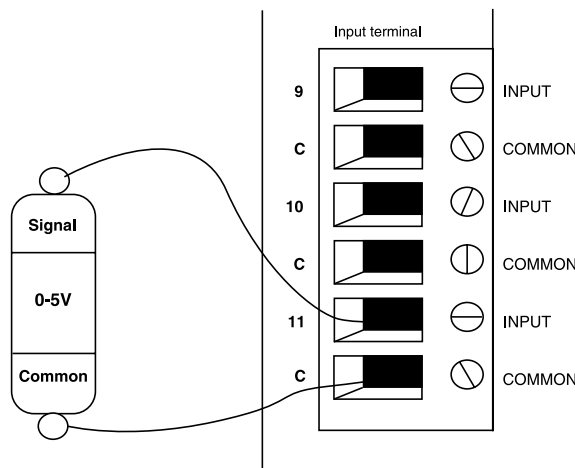 Input terminal
9 INPUT
C COMMON
10 INPUT
Signal
C COMMON
0-5V
11 INPUT
Common
C COMMON